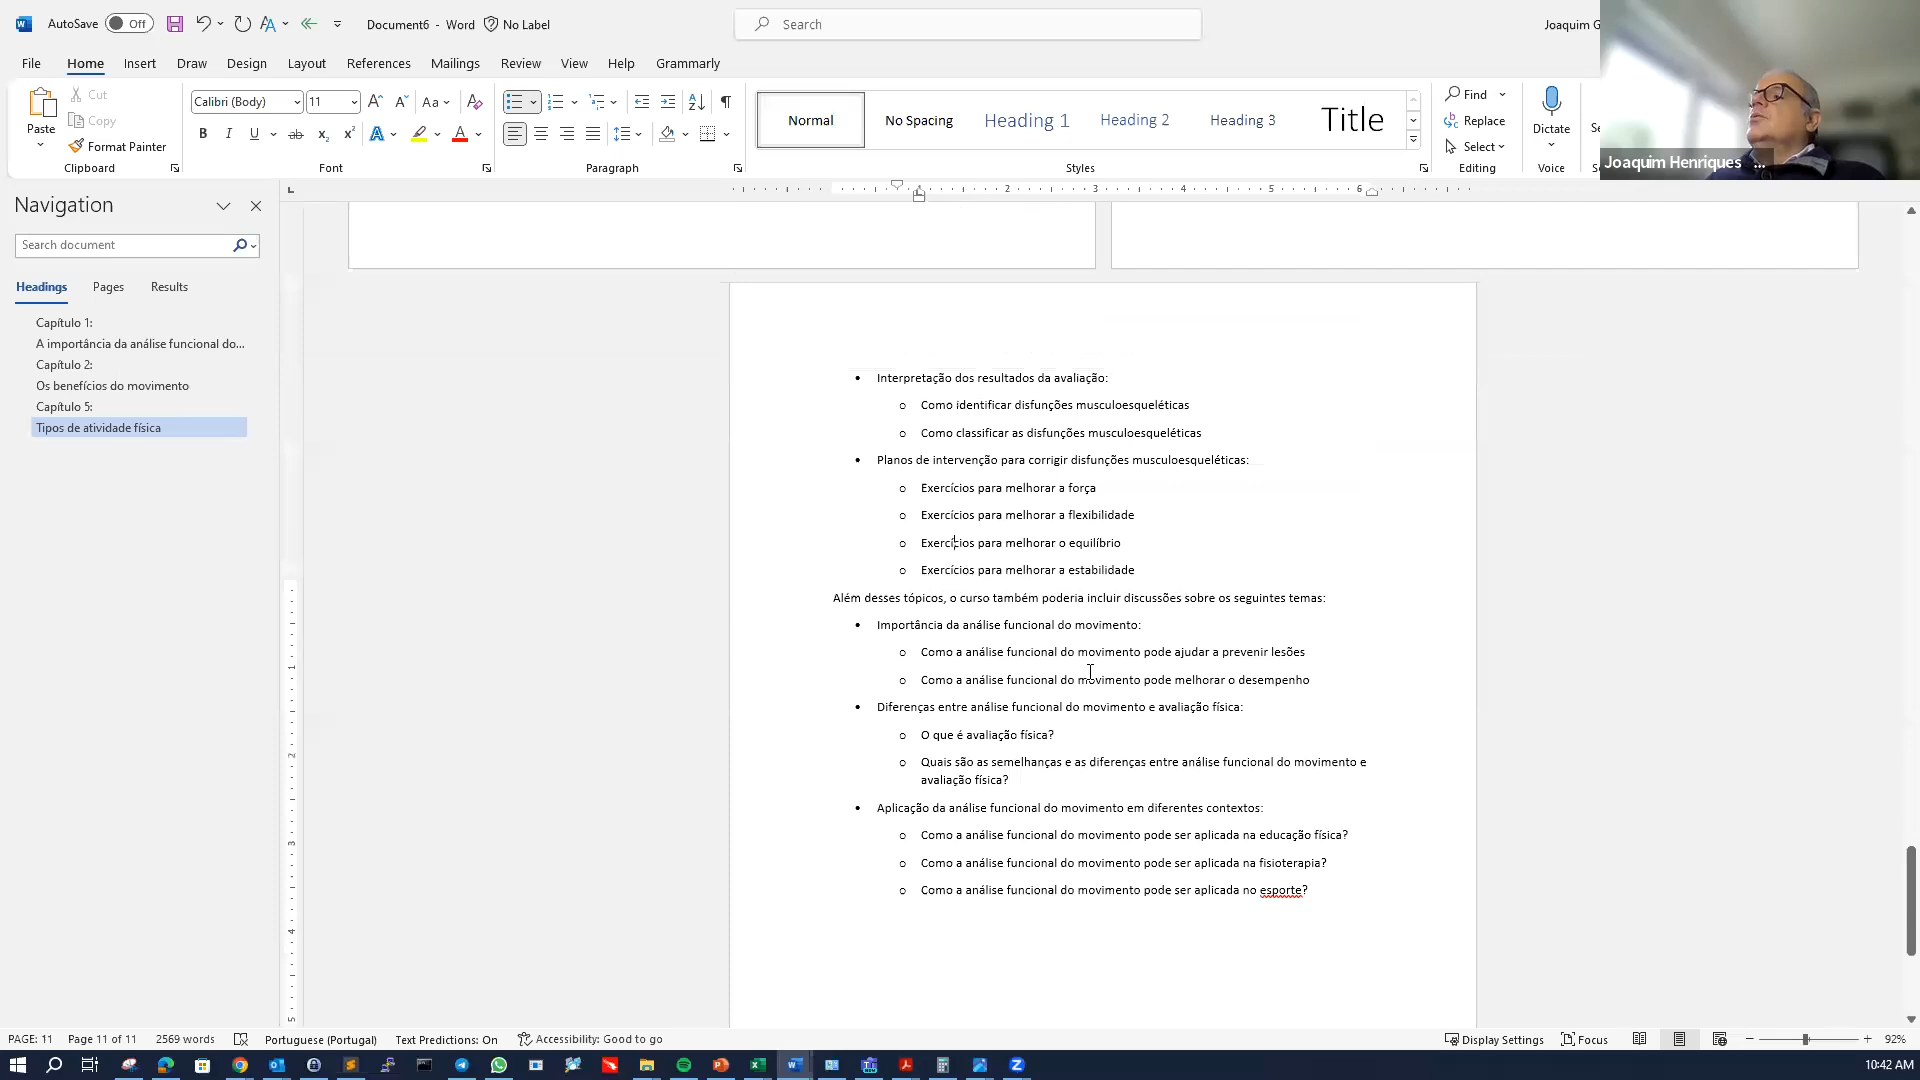 AutoSave Off Document6 - Word No Label Search Joaquim G
File Home Insert Draw Design Layout References Mailings Review View Help Grammarly
Paste Cut Copy Format Painter
Calibri (Body) 11
Normal No Spacing Heading 1 Heading 2 Heading 3 Title
Find Replace Select
Dictate
Clipboard Font Paragraph Styles Editing Voice
Joaquim Henriques ...
Navigation
Search document
Headings Pages Results
Capítulo 1:
A importância da análise funcional do...
Capítulo 2:
Os benefícios do movimento
Capítulo 5:
Tipos de atividade física
• Interpretação dos resultados da avaliação:
o Como identificar disfunções musculoesqueléticas
o Como classificar as disfunções musculoesqueléticas
• Planos de intervenção para corrigir disfunções musculoesqueléticas:
o Exercícios para melhorar a força
o Exercícios para melhorar a flexibilidade
o Exercícios para melhorar o equilíbrio
o Exercícios para melhorar a estabilidade
Além desses tópicos, o curso também poderia incluir discussões sobre os seguintes temas:
• Importância da análise funcional do movimento:
o Como a análise funcional do movimento pode ajudar a prevenir lesões
o Como a análise funcional do movimento pode melhorar o desempenho
• Diferenças entre análise funcional do movimento e avaliação física:
o O que é avaliação física?
o Quais são as semelhanças e as diferenças entre análise funcional do movimento e
avaliação física?
• Aplicação da análise funcional do movimento em diferentes contextos:
o Como a análise funcional do movimento pode ser aplicada na educação física?
o Como a análise funcional do movimento pode ser aplicada na fisioterapia?
o Como a análise funcional do movimento pode ser aplicada no esporte?
PAGE: 11 Page 11 of 11 2569 words Portuguese (Portugal) Text Predictions: On Accessibility: Good to go Display Settings Focus 92%
10:42 AM